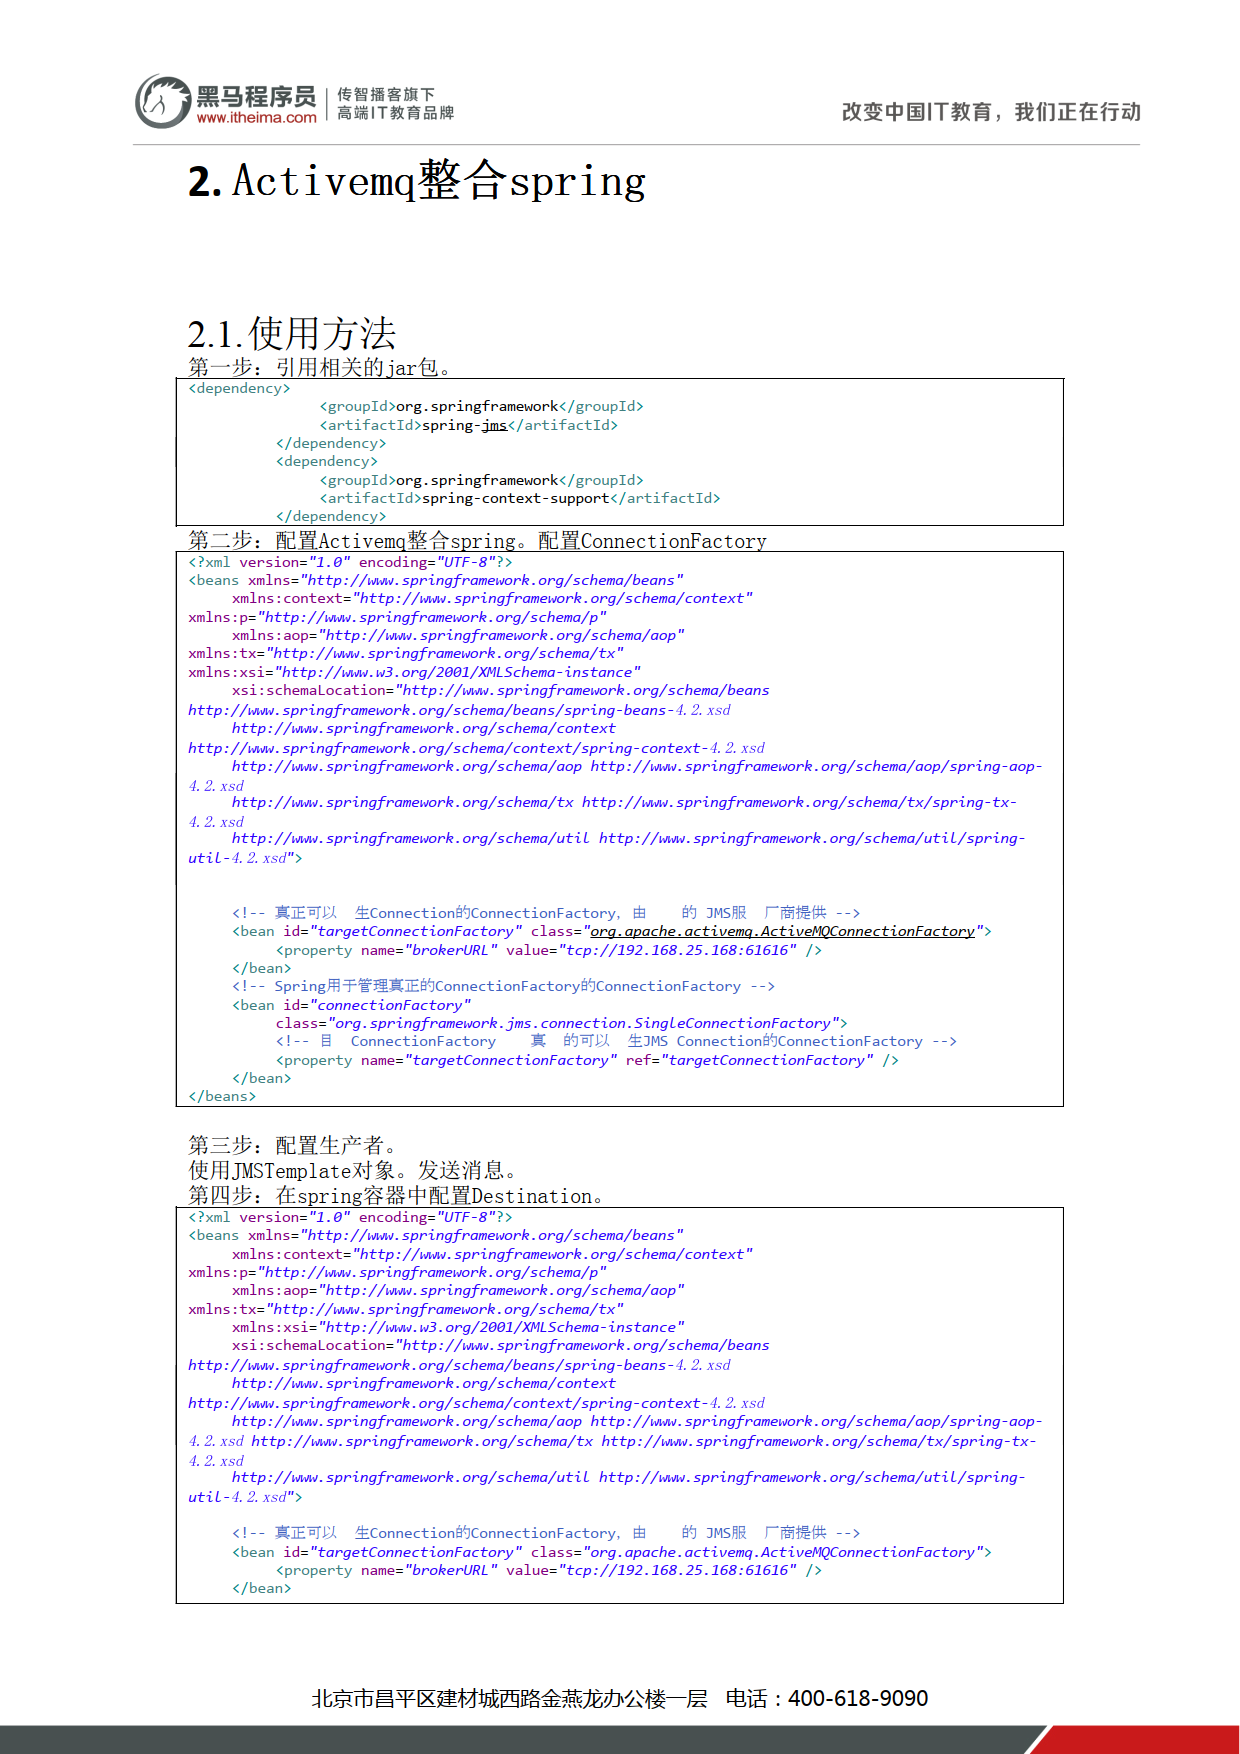 黑马程序员
www.itheima.com
传智播客旗下
高端IT教育品牌
改变中国IT教育，我们正在行动
2. Activemq整合spring
2.1.使用方法
第一步：引用相关的jar包。
<dependency>
<groupId>org.springframework</groupId>
<artifactId>spring-jms</artifactId>
</dependency>
<dependency>
<groupId>org.springframework</groupId>
<artifactId>spring-context-support</artifactId>
</dependency>
第二步：配置Activemq整合spring。配置ConnectionFactory
<?xml version="1.0" encoding="UTF-8"?>
<beans xmlns="http://www.springframework.org/schema/beans"
xmlns:context="http://www.springframework.org/schema/context"
xmlns:p="http://www.springframework.org/schema/p"
xmlns:aop="http://www.springframework.org/schema/aop"
xmlns:tx="http://www.springframework.org/schema/tx"
xmlns:xsi="http://www.w3.org/2001/XMLSchema-instance"
xsi:schemaLocation="http://www.springframework.org/schema/beans
http://www.springframework.org/schema/beans/spring-beans-4.2.xsd
http://www.springframework.org/schema/context
http://www.springframework.org/schema/context/spring-context-4.2.xsd
http://www.springframework.org/schema/aop http://www.springframework.org/schema/aop/spring-aop-
4.2.xsd
http://www.springframework.org/schema/tx http://www.springframework.org/schema/tx/spring-tx-
4.2.xsd
http://www.springframework.org/schema/util http://www.springframework.org/schema/util/spring-
util-4.2.xsd">
<!-- 真正可以 生Connection的ConnectionFactory, 由 的 JMS服 厂商提供 -->
<bean id="targetConnectionFactory" class="org.apache.activemq.ActiveMQConnectionFactory">
<property name="brokerURL" value="tcp://192.168.25.168:61616" />
</bean>
<!-- Spring用于管理真正的ConnectionFactory的ConnectionFactory -->
<bean id="connectionFactory"
class="org.springframework.jms.connection.SingleConnectionFactory">
<!-- 目 ConnectionFactory 真 的可以 生JMS Connection的ConnectionFactory -->
<property name="targetConnectionFactory" ref="targetConnectionFactory" />
</bean>
</beans>
第三步：配置生产者。
使用JMSTemplate对象。发送消息。
第四步：在spring容器中配置Destination。
<?xml version="1.0" encoding="UTF-8"?>
<beans xmlns="http://www.springframework.org/schema/beans"
xmlns:context="http://www.springframework.org/schema/context"
xmlns:p="http://www.springframework.org/schema/p"
xmlns:aop="http://www.springframework.org/schema/aop"
xmlns:tx="http://www.springframework.org/schema/tx"
xmlns:xsi="http://www.w3.org/2001/XMLSchema-instance"
xsi:schemaLocation="http://www.springframework.org/schema/beans
http://www.springframework.org/schema/beans/spring-beans-4.2.xsd
http://www.springframework.org/schema/context
http://www.springframework.org/schema/context/spring-context-4.2.xsd
http://www.springframework.org/schema/aop http://www.springframework.org/schema/aop/spring-aop-
4.2.xsd http://www.springframework.org/schema/tx http://www.springframework.org/schema/tx/spring-tx-
4.2.xsd
http://www.springframework.org/schema/util http://www.springframework.org/schema/util/spring-
util-4.2.xsd">
<!-- 真正可以 生Connection的ConnectionFactory, 由 的 JMS服 厂商提供 -->
<bean id="targetConnectionFactory" class="org.apache.activemq.ActiveMQConnectionFactory">
<property name="brokerURL" value="tcp://192.168.25.168:61616" />
</bean>
北京市昌平区建材城西路金燕龙办公楼一层 电话：400-618-9090